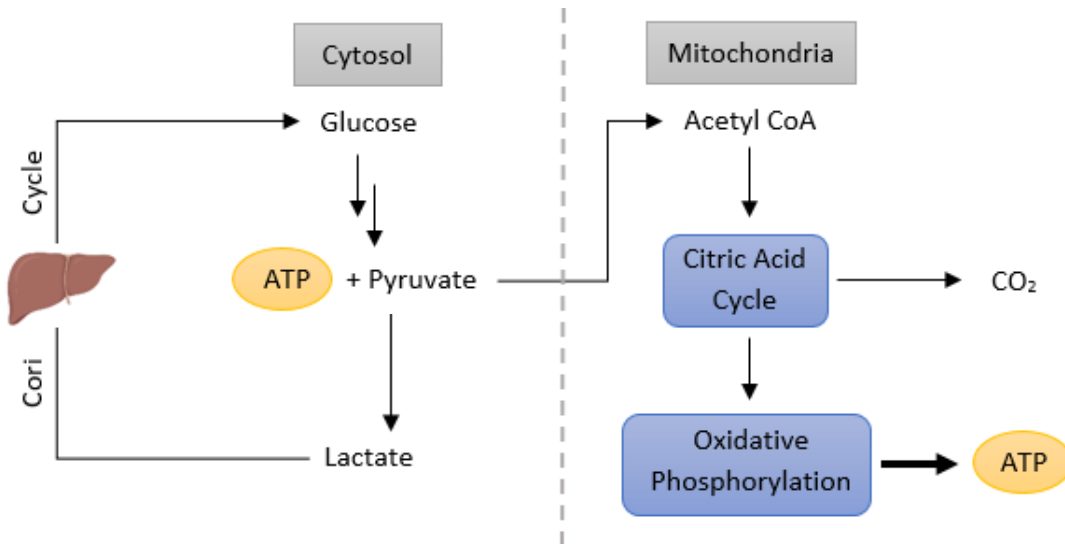 Cytosol
Mitochondria
Glucose
Acetyl CoA
Cycle
ATP
+ Pyruvate
Citric Acid
Cycle
CO₂
Cori
Lactate
Oxidative
Phosphorylation
ATP